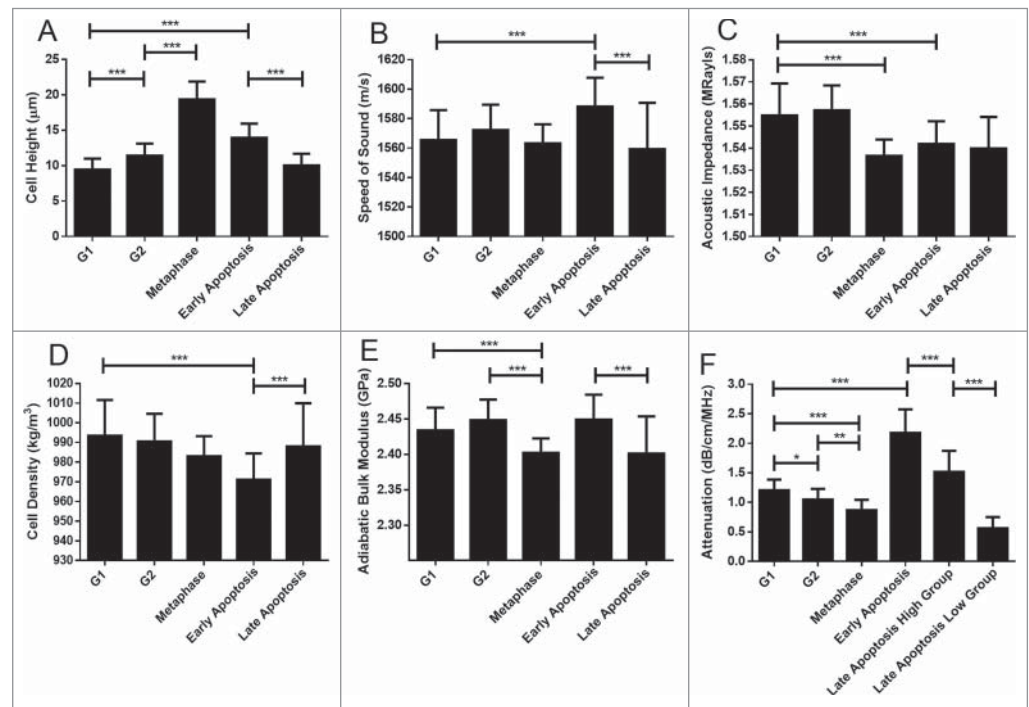 A
***
***
***
***
Cell Height (µm)
25
20
15
10
5
0
G1
G2
Metaphase
Early Apoptosis
Late Apoptosis
B
***
***
Speed of Sound (m/s)
1620
1600
1580
1560
1540
1520
1500
G1
G2
Metaphase
Early Apoptosis
Late Apoptosis
C
***
***
Acoustic Impedance (MRayls)
1.58
1.57
1.56
1.55
1.54
1.53
1.52
1.51
1.50
G1
G2
Metaphase
Early Apoptosis
Late Apoptosis
D
***
***
Cell Density (kg/m³)
1020
1010
1000
990
980
970
960
950
940
930
G1
G2
Metaphase
Early Apoptosis
Late Apoptosis
E
***
***
***
Adiabatic Bulk Modulus (GPa)
2.50
2.45
2.40
2.35
2.30
G1
G2
Metaphase
Early Apoptosis
Late Apoptosis
F
***
***
***
***
**
*
Attenuation (dB/cm/MHz)
3.0
2.5
2.0
1.5
1.0
0.5
0.0
G1
G2
Metaphase
Early Apoptosis
Late Apoptosis High Group
Late Apoptosis Low Group